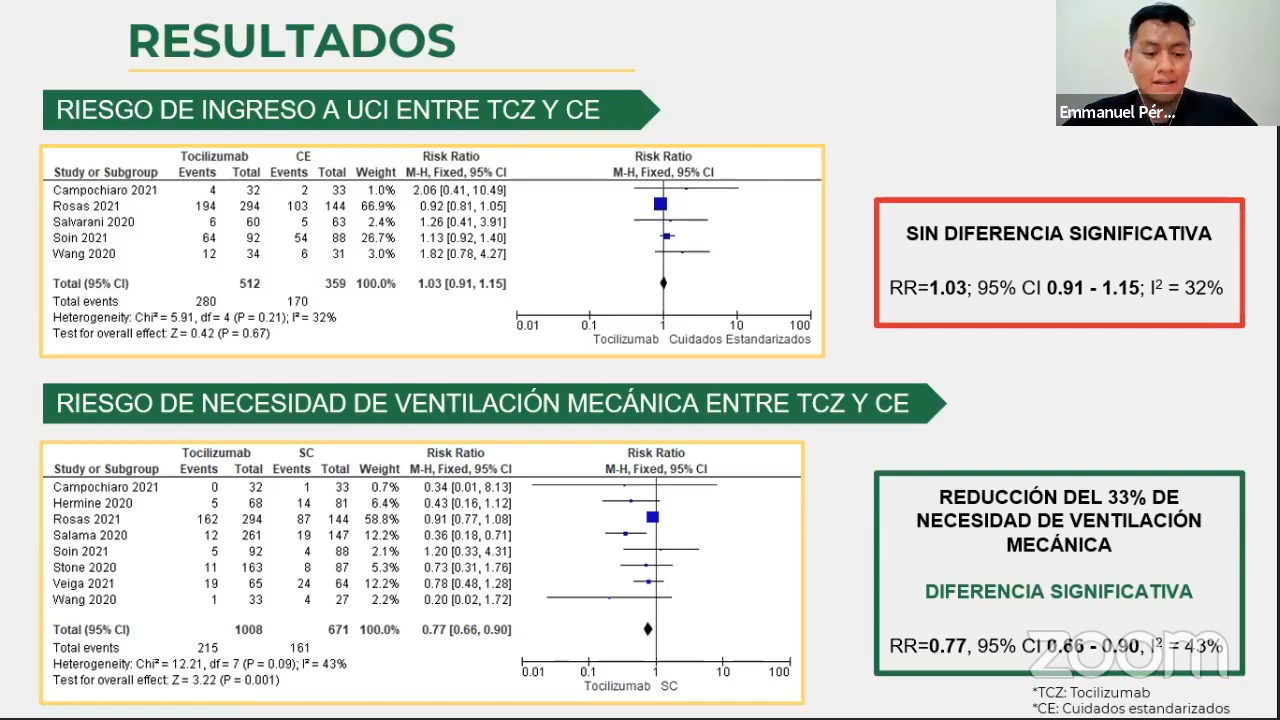 RESULTADOS
Emmanuel Pér...
RIESGO DE INGRESO A UCI ENTRE TCZ Y CE
Tocilizumab CE Risk Ratio Risk Ratio
Study or Subgroup Events Total Events Total Weight M-H, Fixed, 95% CI M-H, Fixed, 95% CI
Campochiaro 2021 4 32 2 33 1.0% 2.06 [0.41, 10.49]
Rosas 2021 194 294 103 144 66.9% 0.92 [0.81, 1.05]
Salvarani 2020 6 60 5 63 2.4% 1.26 [0.41, 3.91]
Soin 2021 64 92 54 88 26.7% 1.13 [0.92, 1.40]
Wang 2020 12 34 6 31 3.0% 1.82 [0.78, 4.27]
Total (95% CI) 512 359 100.0% 1.03 [0.91, 1.15]
Total events 280 170
Heterogeneity: Chi² = 5.91, df = 4 (P = 0.21); I² = 32%
Test for overall effect: Z = 0.42 (P = 0.67)
0.01 0.1 1 10 100
Tocilizumab Cuidados Estandarizados
SIN DIFERENCIA SIGNIFICATIVA
RR=1.03; 95% CI 0.91 - 1.15; I² = 32%
RIESGO DE NECESIDAD DE VENTILACIÓN MECÁNICA ENTRE TCZ Y CE
Tocilizumab SC Risk Ratio Risk Ratio
Study or Subgroup Events Total Events Total Weight M-H, Fixed, 95% CI M-H, Fixed, 95% CI
Campochiaro 2021 0 32 1 33 0.7% 0.34 [0.01, 8.13]
Hermine 2020 5 68 14 81 6.4% 0.43 [0.16, 1.12]
Rosas 2021 162 294 87 144 58.8% 0.91 [0.77, 1.08]
Salama 2020 12 261 19 147 12.2% 0.36 [0.18, 0.71]
Soin 2021 5 92 4 88 2.1% 1.20 [0.33, 4.31]
Stone 2020 11 163 8 87 5.3% 0.73 [0.31, 1.76]
Veiga 2021 19 65 24 64 12.2% 0.78 [0.48, 1.28]
Wang 2020 1 33 4 27 2.2% 0.20 [0.02, 1.72]
Total (95% CI) 1008 671 100.0% 0.77 [0.66, 0.90]
Total events 215 161
Heterogeneity: Chi² = 12.21, df = 7 (P = 0.09); I² = 43%
Test for overall effect: Z = 3.22 (P = 0.001)
0.01 0.1 1 10 100
Tocilizumab SC
REDUCCIÓN DEL 33% DE
NECESIDAD DE VENTILACIÓN
MECÁNICA
DIFERENCIA SIGNIFICATIVA
RR=0.77, 95% CI 0.66 - 0.90, I² = 43%
zoom
*TCZ: Tocilizumab
*CE: Cuidados estandarizados